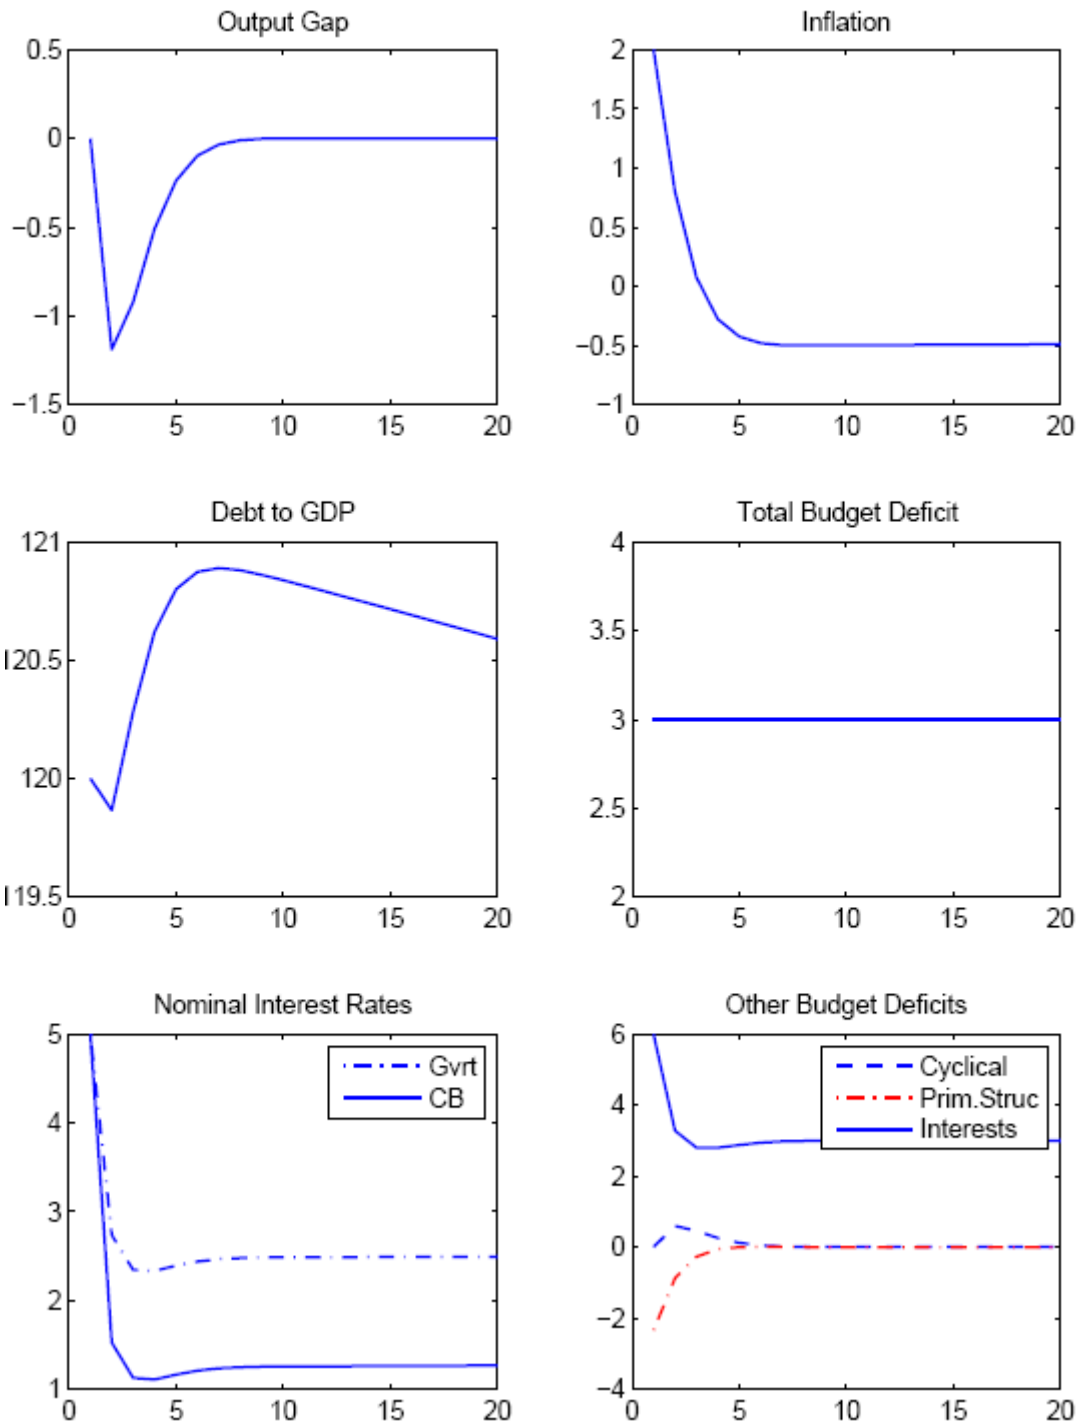 Output Gap
0.5
0
−0.5
−1
−1.5
0 5 10 15 20
Inflation
2
1.5
1
0.5
0
−0.5
−1
0 5 10 15 20
Debt to GDP
121
120.5
120
119.5
0 5 10 15 20
Total Budget Deficit
4
3.5
3
2.5
2
0 5 10 15 20
Nominal Interest Rates
5
4
3
2
1
0 5 10 15 20
Gvrt
CB
Other Budget Deficits
6
4
2
0
−2
−4
0 5 10 15 20
Cyclical
Prim.Struc
Interests